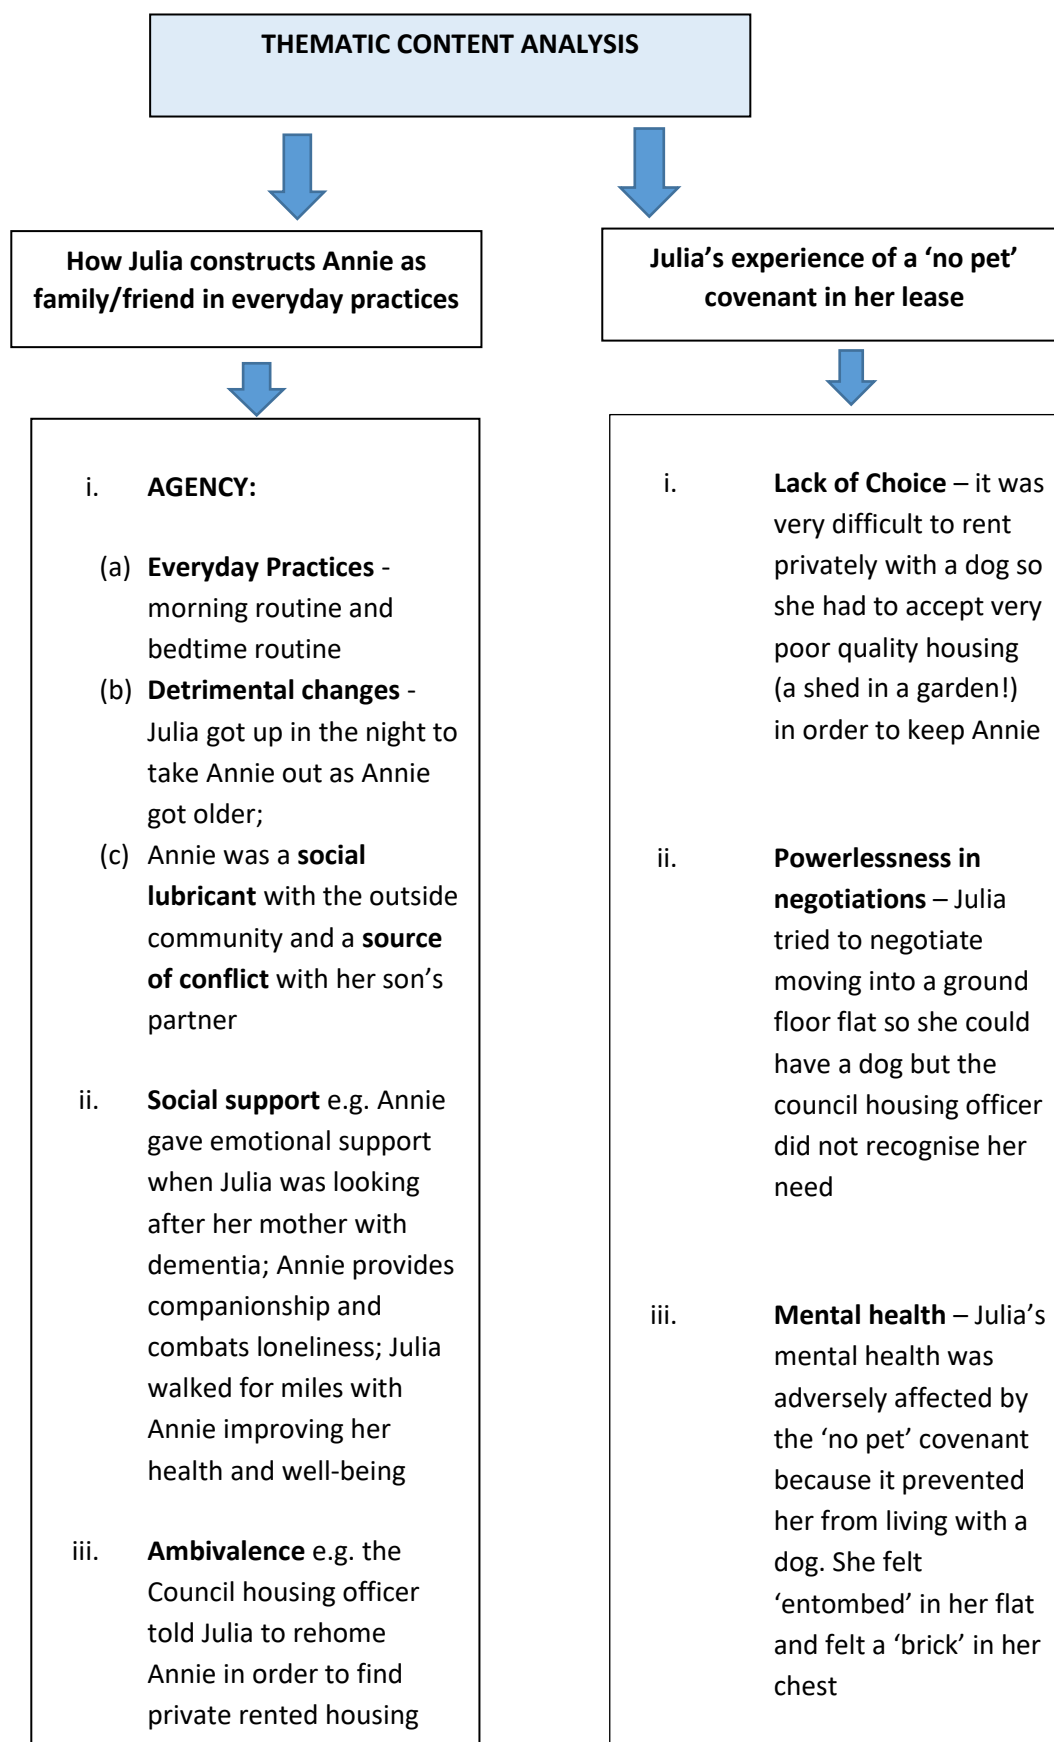 THEMATIC CONTENT ANALYSIS
How Julia constructs Annie as
family/friend in everyday practices
i. AGENCY:
(a) Everyday Practices -
morning routine and
bedtime routine
(b) Detrimental changes -
Julia got up in the night to
take Annie out as Annie
got older;
(c) Annie was a social
lubricant with the outside
community and a source
of conflict with her son’s
partner
ii. Social support e.g. Annie
gave emotional support
when Julia was looking
after her mother with
dementia; Annie provides
companionship and
combats loneliness; Julia
walked for miles with
Annie improving her
health and well-being
iii. Ambivalence e.g. the
Council housing officer
told Julia to rehome
Annie in order to find
private rented housing
Julia’s experience of a ‘no pet’
covenant in her lease
i. Lack of Choice – it was
very difficult to rent
privately with a dog so
she had to accept very
poor quality housing
(a shed in a garden!)
in order to keep Annie
ii. Powerlessness in
negotiations – Julia
tried to negotiate
moving into a ground
floor flat so she could
have a dog but the
council housing officer
did not recognise her
need
iii. Mental health – Julia’s
mental health was
adversely affected by
the ‘no pet’ covenant
because it prevented
her from living with a
dog. She felt
‘entombed’ in her flat
and felt a ‘brick’ in her
chest